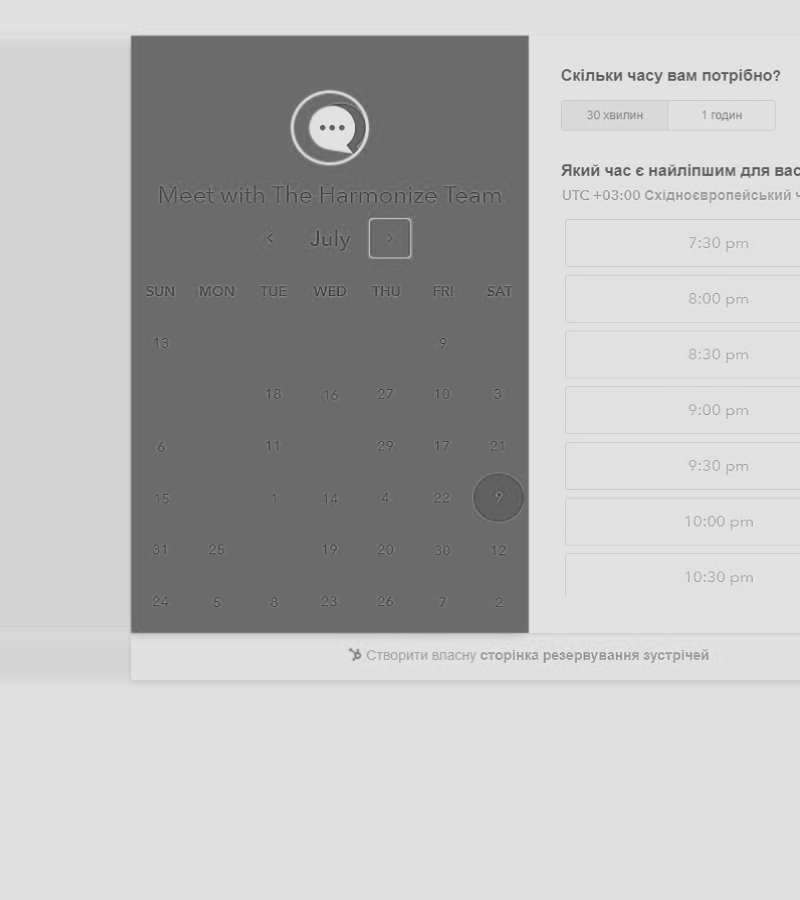 Meet with The Harmonize Team
July
SUN MON TUE WED THU FRI SAT
13 9
18 16 27 10 3
6 11 29 17 21
15 1 14 4 22 9
31 25 19 20 30 12
24 5 8 23 26 7 2
Скільки часу вам потрібно?
30 хвилин 1 годин
Який час є найліпшим для вас
UTC +03:00 Східноєвропейський ч
7:30 pm
8:00 pm
8:30 pm
9:00 pm
9:30 pm
10:00 pm
10:30 pm
Створити власну сторінка резервування зустрічей